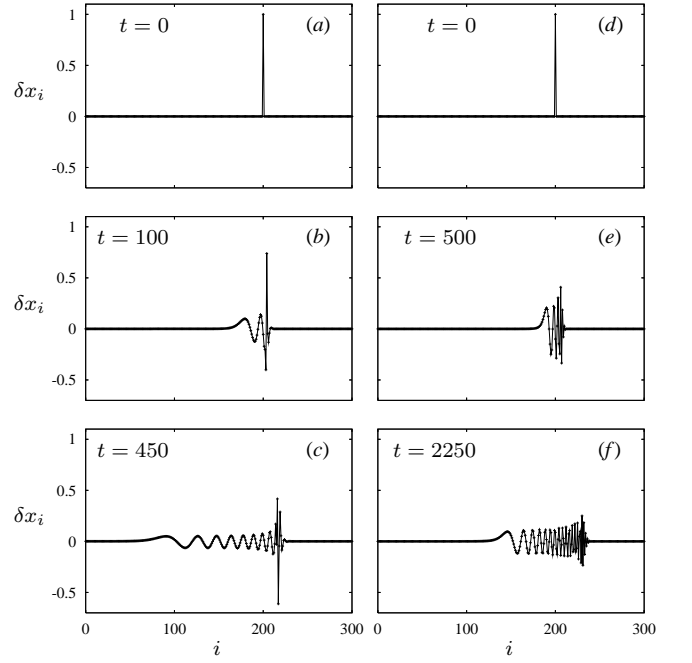 1
t = 0
(a)
t = 0
(d)
0.5
δx_i
0
-0.5
1
t = 100
(b)
t = 500
(e)
0.5
δx_i
0
-0.5
1
t = 450
(c)
t = 2250
(f)
0.5
δx_i
0
-0.5
0 100 200 300 0 100 200 300
i i